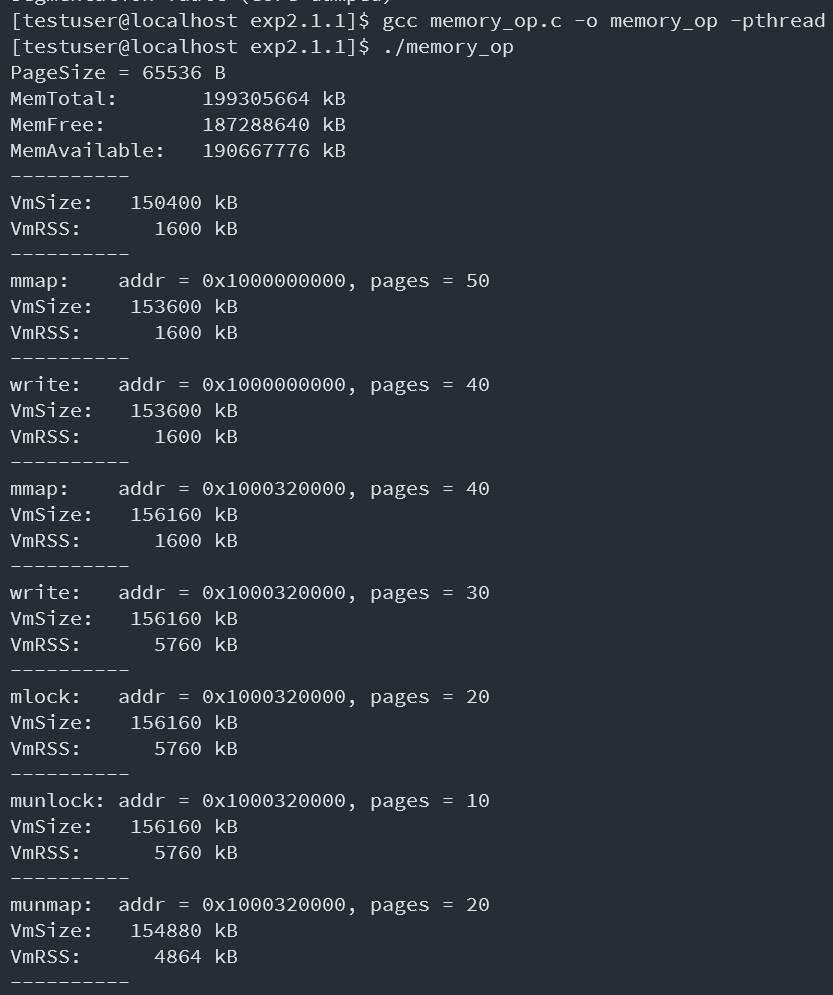 [testuser@localhost exp2.1.1]$ gcc memory_op.c -o memory_op -pthread
[testuser@localhost exp2.1.1]$ ./memory_op
PageSize = 65536 B
MemTotal:       199305664 kB
MemFree:        187288640 kB
MemAvailable:   190667776 kB
----------
VmSize:   150400 kB
VmRSS:      1600 kB
----------
mmap:    addr = 0x1000000000, pages = 50
VmSize:   153600 kB
VmRSS:      1600 kB
----------
write:   addr = 0x1000000000, pages = 40
VmSize:   153600 kB
VmRSS:      1600 kB
----------
mmap:    addr = 0x1000320000, pages = 40
VmSize:   156160 kB
VmRSS:      1600 kB
----------
write:   addr = 0x1000320000, pages = 30
VmSize:   156160 kB
VmRSS:      5760 kB
----------
mlock:   addr = 0x1000320000, pages = 20
VmSize:   156160 kB
VmRSS:      5760 kB
----------
munlock: addr = 0x1000320000, pages = 10
VmSize:   156160 kB
VmRSS:      5760 kB
----------
munmap:  addr = 0x1000320000, pages = 20
VmSize:   154880 kB
VmRSS:      4864 kB
----------